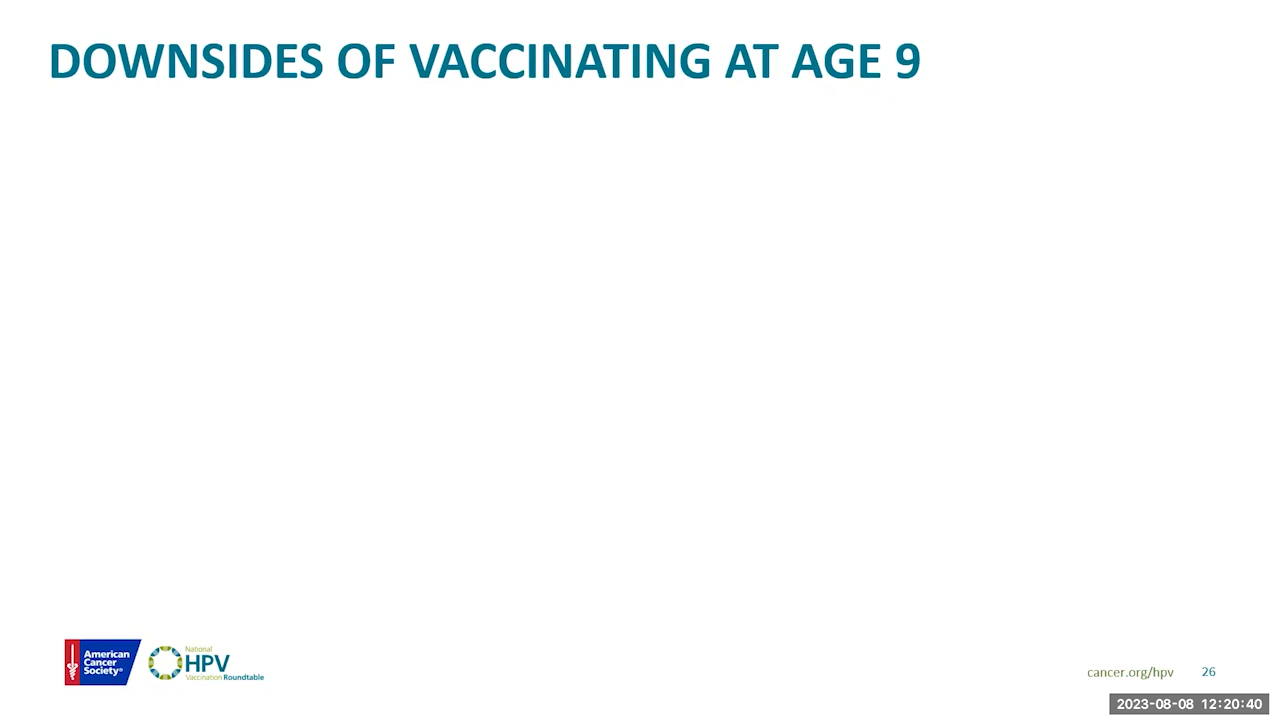 DOWNSIDES OF VACCINATING AT AGE 9
American
Cancer
Society®
National
HPV
Vaccination Roundtable
cancer.org/hpv 26
2023-08-08 12:20:40